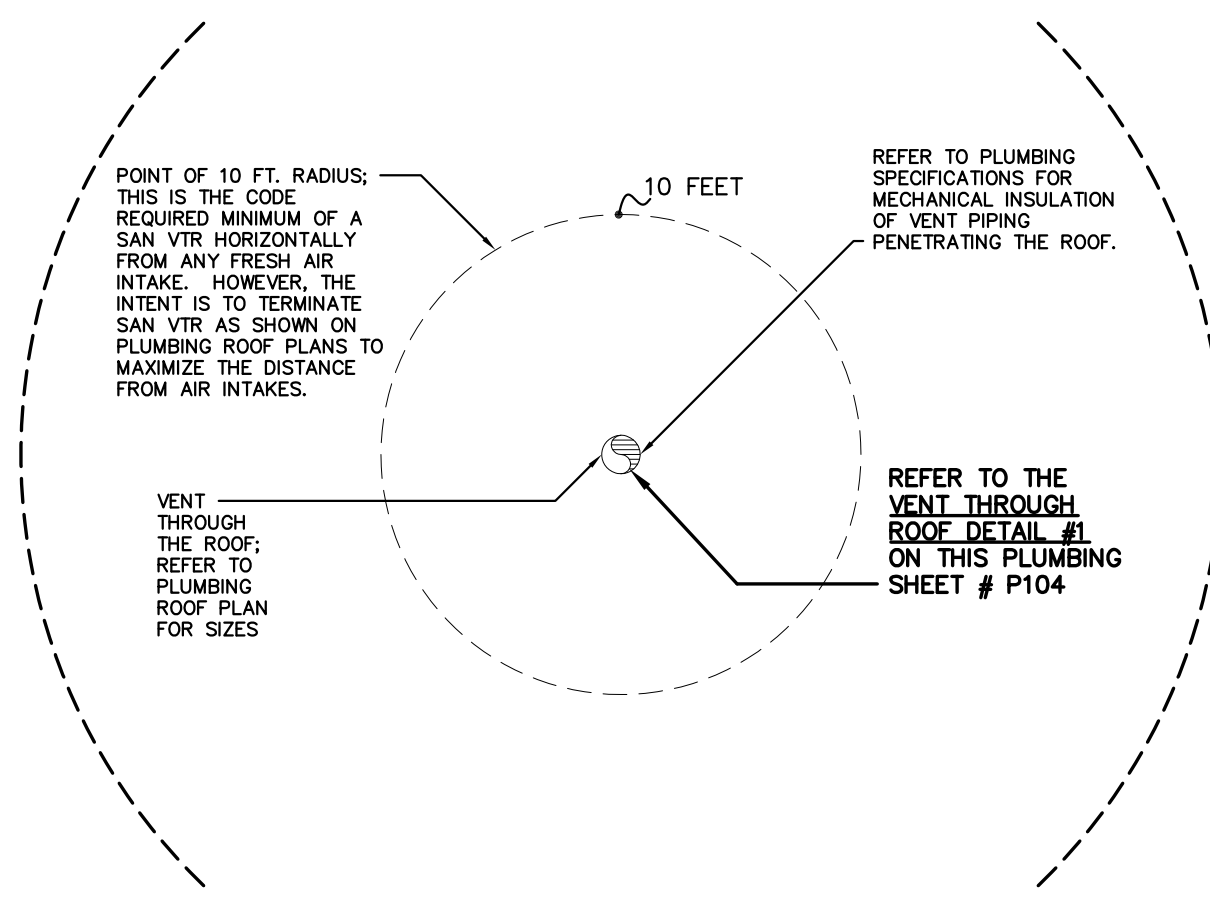 POINT OF 10 FT. RADIUS;
THIS IS THE CODE
REQUIRED MINIMUM OF A
SAN VTR HORIZONTALLY
FROM ANY FRESH AIR
INTAKE.  HOWEVER, THE
INTENT IS TO TERMINATE
SAN VTR AS SHOWN ON
PLUMBING ROOF PLANS TO
MAXIMIZE THE DISTANCE
FROM AIR INTAKES.
10 FEET
REFER TO PLUMBING
SPECIFICATIONS FOR
MECHANICAL INSULATION
OF VENT PIPING
PENETRATING THE ROOF.
VENT
THROUGH
THE ROOF;
REFER TO
PLUMBING
ROOF PLAN
FOR SIZES
REFER TO THE
VENT THROUGH
ROOF DETAIL #1
ON THIS PLUMBING
SHEET # P104